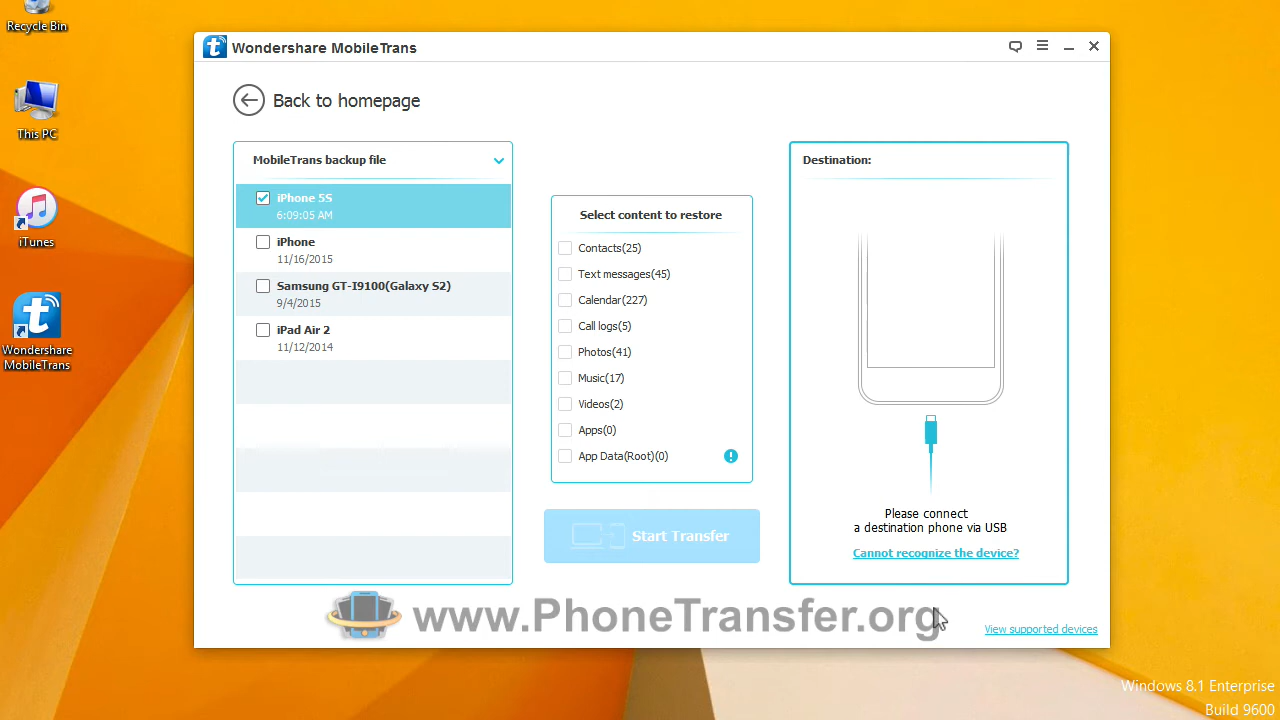 Recycle Bin
This PC
iTunes
Wondershare
MobileTrans
Wondershare MobileTrans
Back to homepage
MobileTrans backup file
iPhone 5S
6:09:05 AM
iPhone
11/16/2015
Samsung GT-I9100(Galaxy S2)
9/4/2015
iPad Air 2
11/12/2014
Select content to restore
Contacts(25)
Text messages(45)
Calendar(227)
Call logs(5)
Photos(41)
Music(17)
Videos(2)
Apps(0)
App Data(Root)(0)
Start Transfer
Destination:
Please connect
a destination phone via USB
Cannot recognize the device?
www.PhoneTransfer.org
View supported devices
Windows 8.1 Enterprise
Build 9600